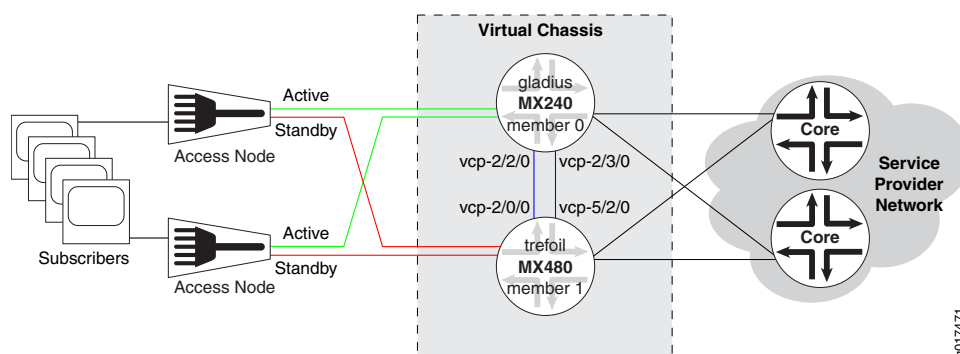 Virtual Chassis
gladius
MX240
member 0
Active
Standby
Access Node
Core
vcp-2/2/0
vcp-2/3/0
Service
Provider
Network
vcp-2/0/0
vcp-5/2/0
Active
Standby
Subscribers
Access Node
trefoil
MX480
member 1
Core
g017471